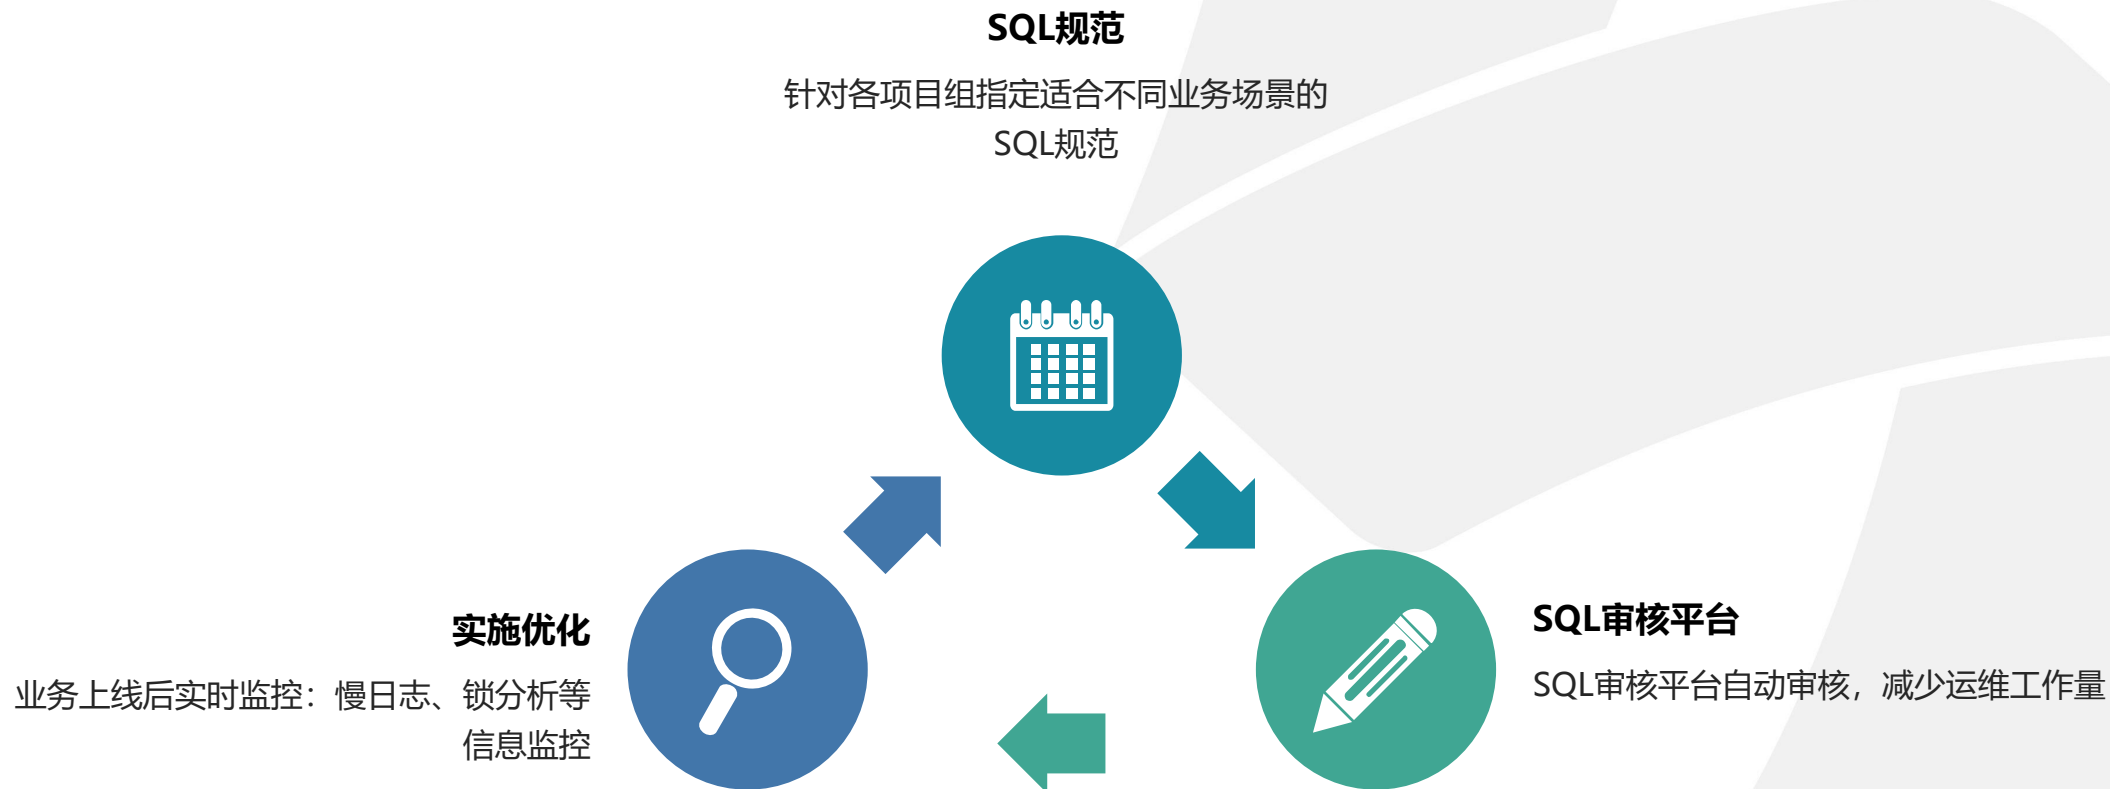 SQL规范
针对各项目组指定适合不同业务场景的
SQL规范
实施优化
业务上线后实时监控：慢日志、锁分析等
信息监控
SQL审核平台
SQL审核平台自动审核，减少运维工作量